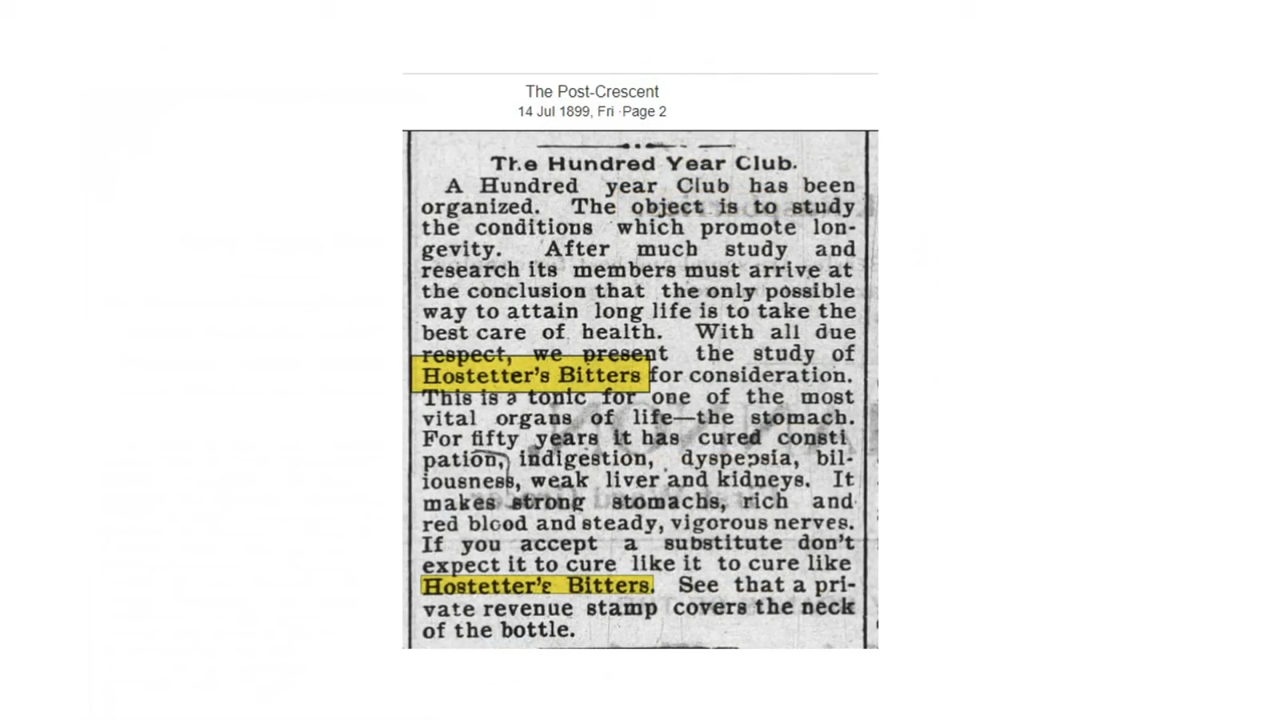 The Post-Crescent
14 Jul 1899, Fri ·Page 2
The Hundred Year Club.
A Hundred year Club has been
organized. The object is to study
the conditions which promote lon-
gevity. After much study and
research its members must arrive at
the conclusion that the only possible
way to attain long life is to take the
best care of health. With all due
respect, we present the study of
Hostetter's Bitters for consideration.
This is a tonic for one of the most
vital organs of life—the stomach.
For fifty years it has cured consti
pation, indigestion, dyspepsia, bil-
iousness, weak liver and kidneys. It
makes strong stomachs, rich and
red blood and steady, vigorous nerves.
If you accept a substitute don't
expect it to cure like it to cure like
Hostetter's Bitters. See that a pri-
vate revenue stamp covers the neck
of the bottle.